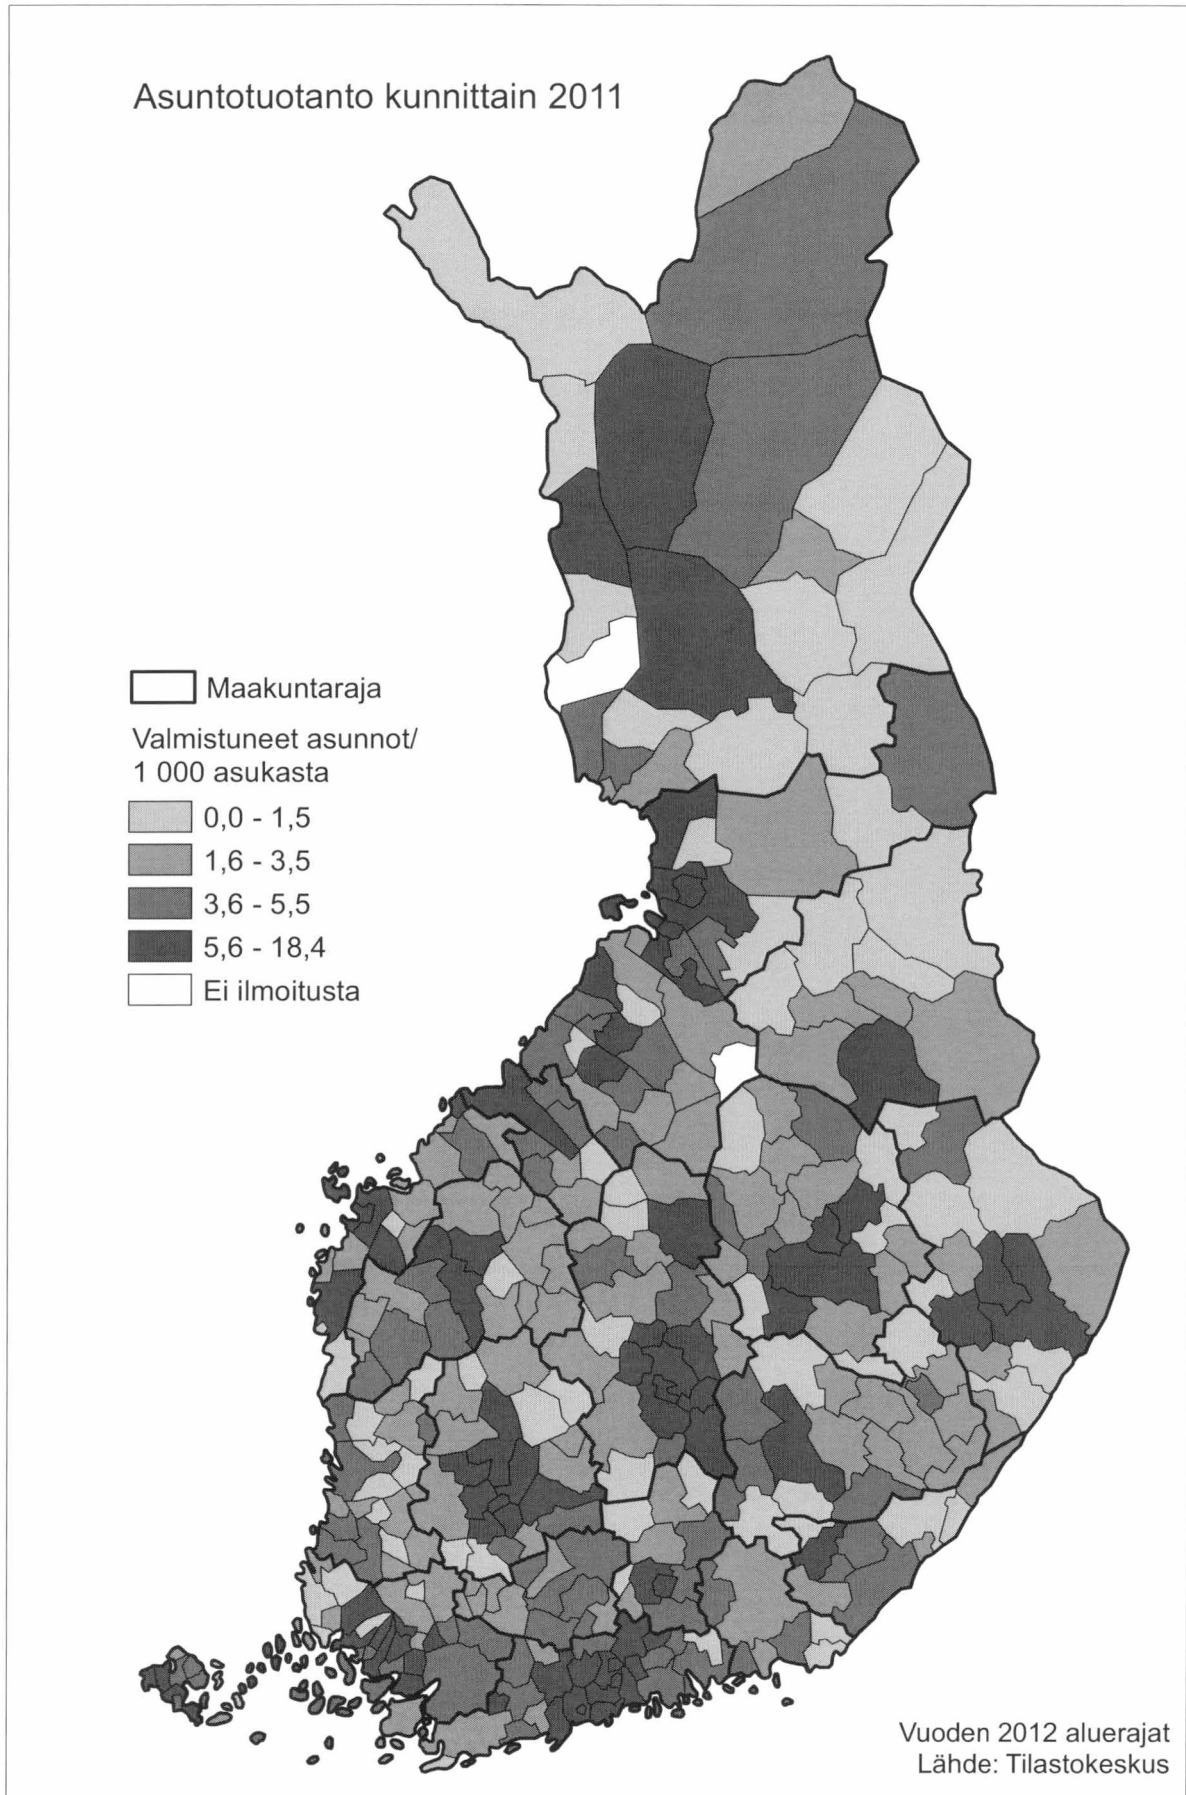 Asuntotuotanto kunnittain 2011
Maakuntaraja
Valmistuneet asunnot/
1 000 asukasta
0,0 - 1,5
1,6 - 3,5
3,6 - 5,5
5,6 - 18,4
Ei ilmoitusta
Vuoden 2012 aluerajat
Lähde: Tilastokeskus